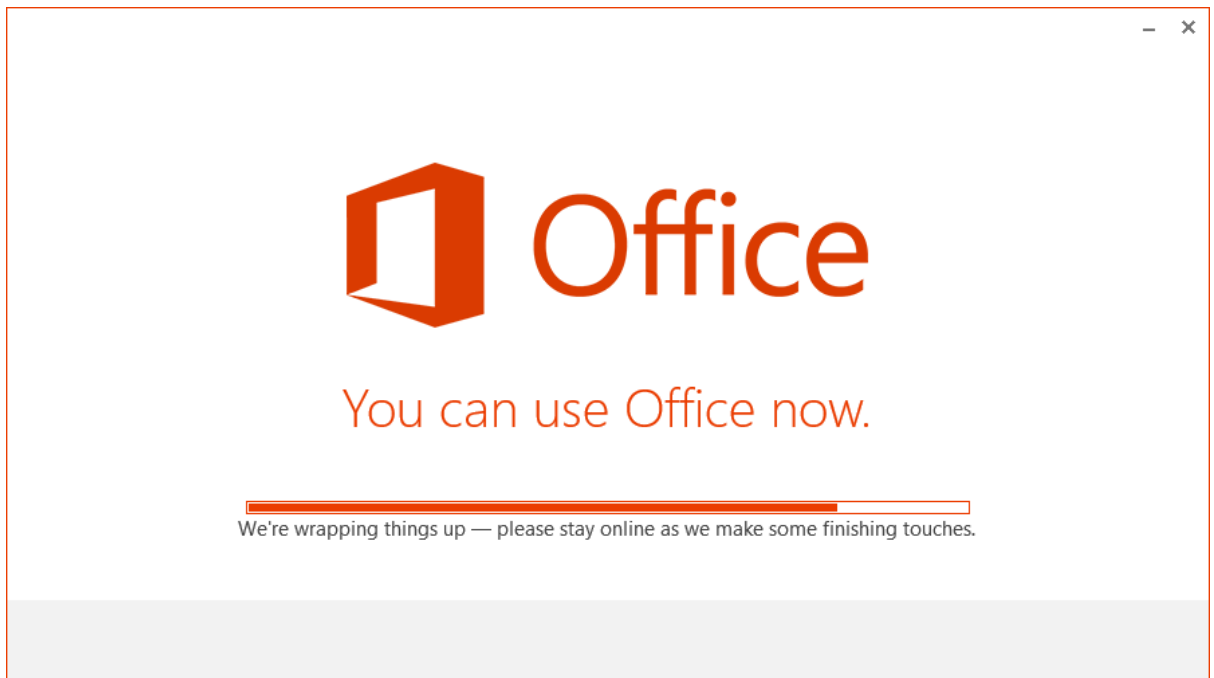 Office
You can use Office now.
We're wrapping things up — please stay online as we make some finishing touches.